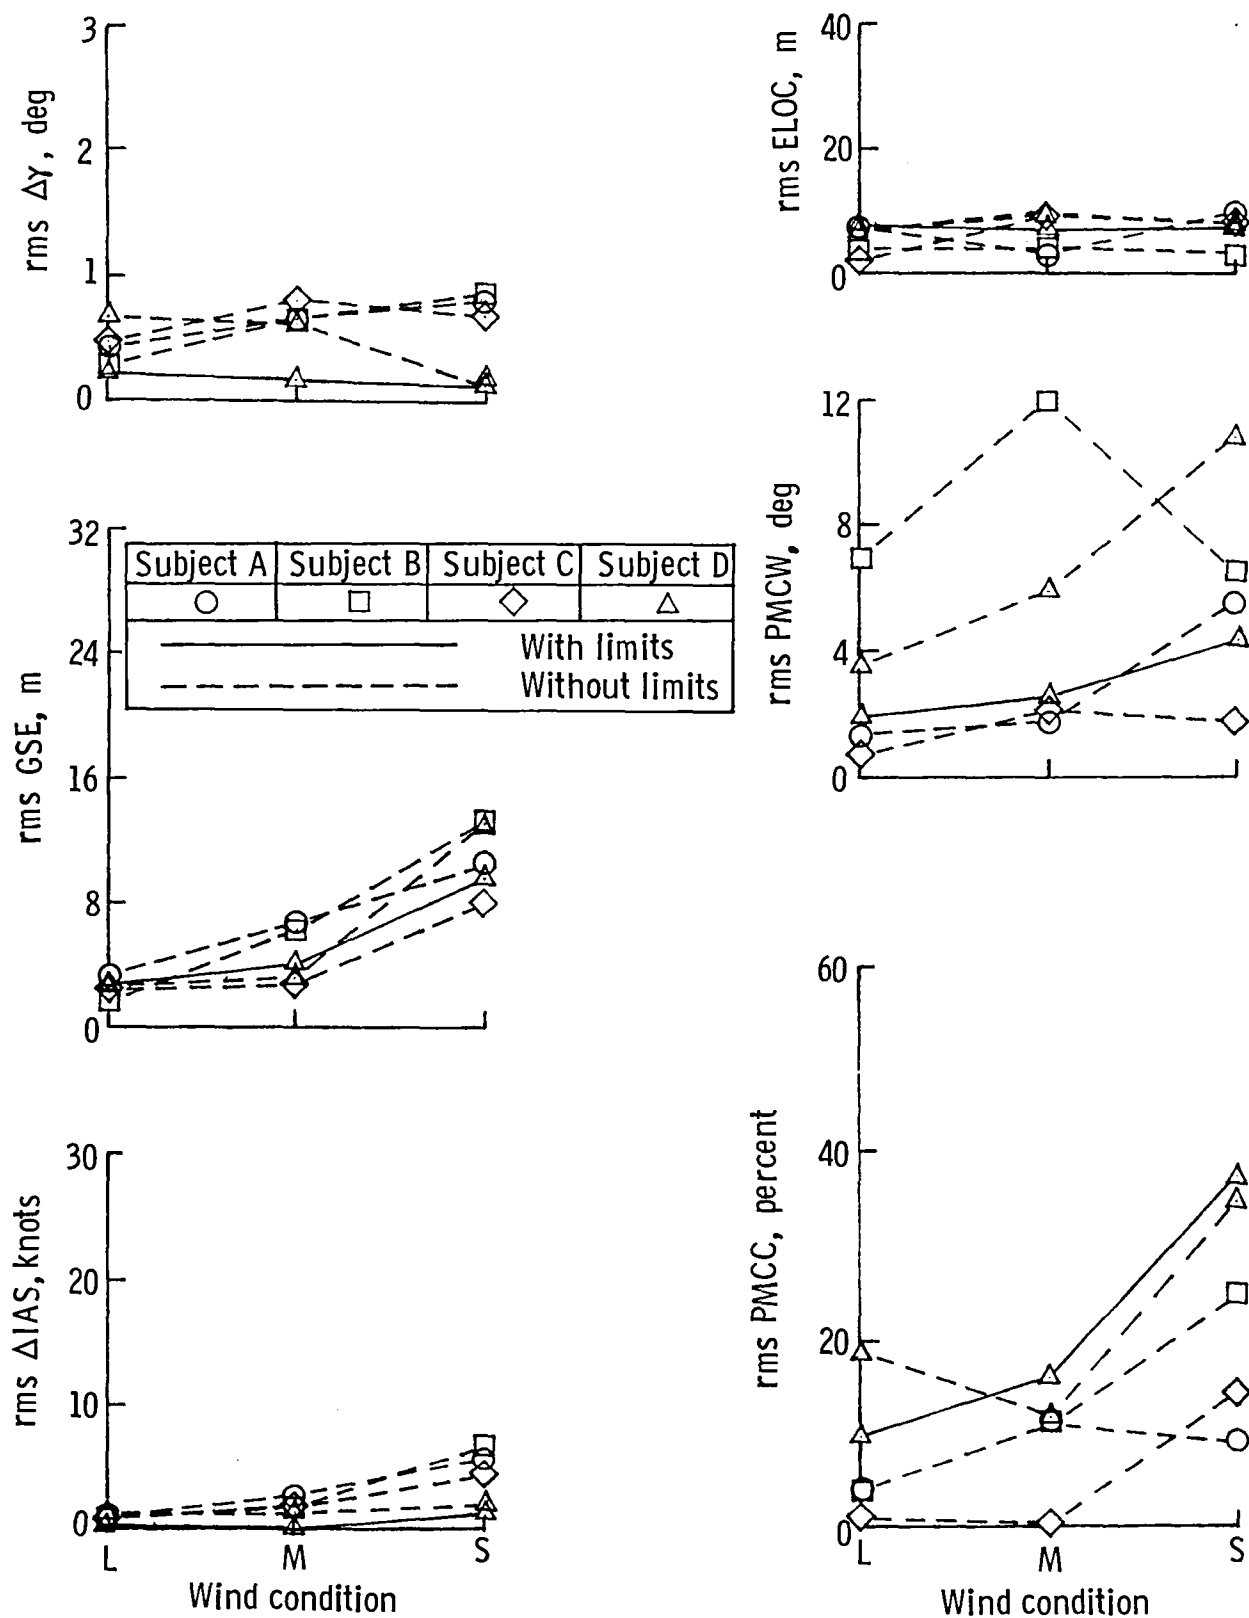 3
2
1
0
rms Δγ, deg
40
20
0
rms ELOC, m
12
8
4
0
rms PMCW, deg
32
24
16
8
0
rms GSE, m
Subject A Subject B Subject C Subject D
With limits
Without limits
60
40
20
0
rms PMCC, percent
L M S
Wind condition
30
20
10
0
rms ΔIAS, knots
L M S
Wind condition